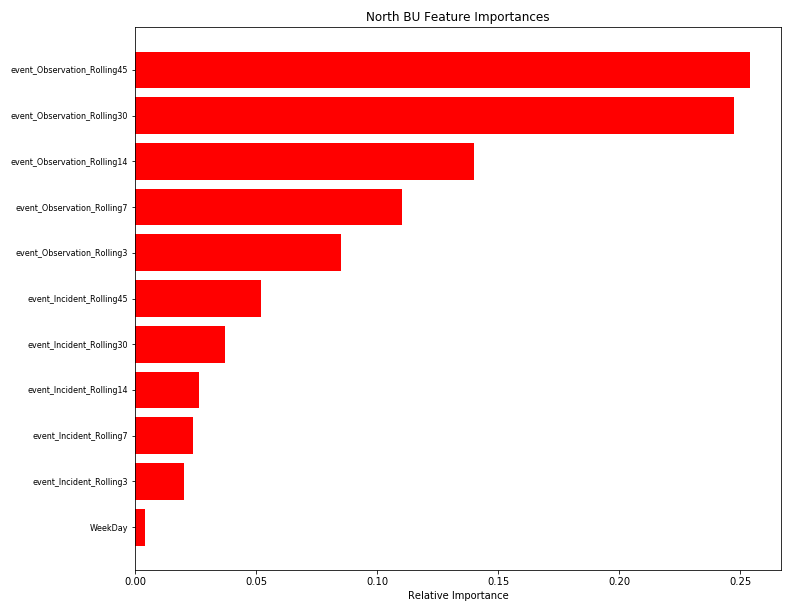 North BU Feature Importances
event_Observation_Rolling45
event_Observation_Rolling30
event_Observation_Rolling14
event_Observation_Rolling7
event_Observation_Rolling3
event_Incident_Rolling45
event_Incident_Rolling30
event_Incident_Rolling14
event_Incident_Rolling7
event_Incident_Rolling3
WeekDay
0.00 0.05 0.10 0.15 0.20 0.25
Relative Importance